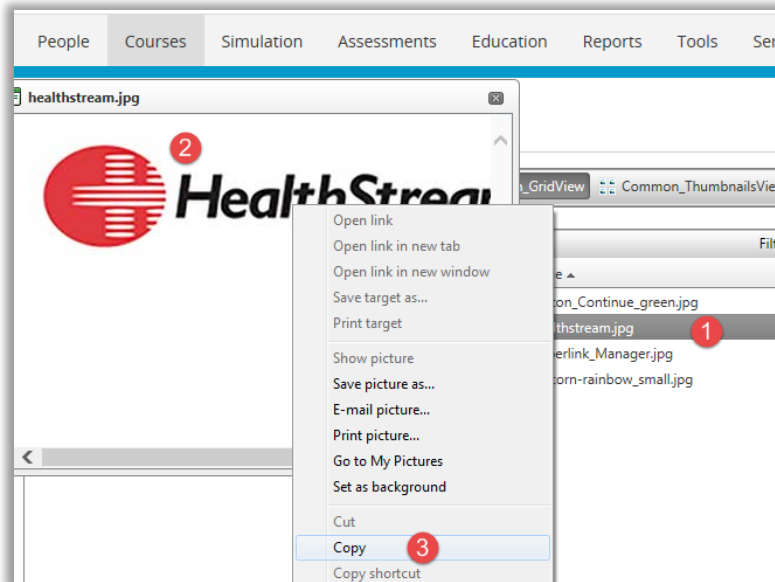 People Courses Simulation Assessments Education Reports Tools Ser
healthstream.jpg
2
HealthStream
n_GridView Common_ThumbnailsVie
Open link
Open link in new tab
Open link in new window
Save target as...
Print target
Show picture
Save picture as...
E-mail picture...
Print picture...
Go to My Pictures
Set as background
Cut
Copy 3
Copy shortcut
Filt
e
ton_Continue_green.jpg
lthstream.jpg 1
perlink_Manager.jpg
corn-rainbow_small.jpg